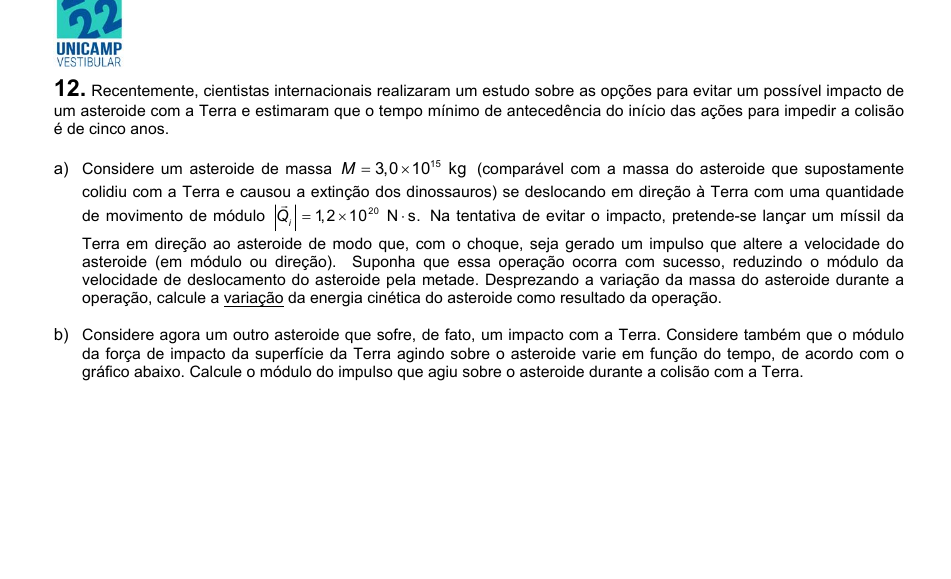 22
UNICAMP
VESTIBULAR
12. Recentemente, cientistas internacionais realizaram um estudo sobre as opções para evitar um possível impacto de
um asteroide com a Terra e estimaram que o tempo mínimo de antecedência do início das ações para impedir a colisão
é de cinco anos.
a) Considere um asteroide de massa M = 3,0 × 10¹⁵ kg (comparável com a massa do asteroide que supostamente
colidiu com a Terra e causou a extinção dos dinossauros) se deslocando em direção à Terra com uma quantidade
de movimento de módulo |Q⃗ᵢ| = 1,2 × 10²⁰ N · s. Na tentativa de evitar o impacto, pretende-se lançar um míssil da
Terra em direção ao asteroide de modo que, com o choque, seja gerado um impulso que altere a velocidade do
asteroide (em módulo ou direção). Suponha que essa operação ocorra com sucesso, reduzindo o módulo da
velocidade de deslocamento do asteroide pela metade. Desprezando a variação da massa do asteroide durante a
operação, calcule a variação da energia cinética do asteroide como resultado da operação.
b) Considere agora um outro asteroide que sofre, de fato, um impacto com a Terra. Considere também que o módulo
da força de impacto da superfície da Terra agindo sobre o asteroide varie em função do tempo, de acordo com o
gráfico abaixo. Calcule o módulo do impulso que agiu sobre o asteroide durante a colisão com a Terra.